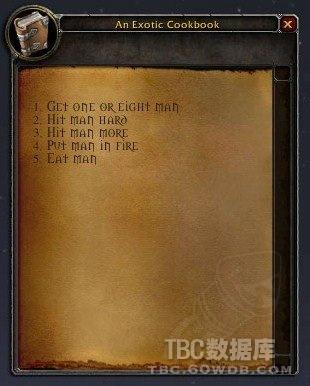 An Exotic Cookbook
1. Get one or eight man
2. Hit man hard
3. Hit man more
4. Put man in fire
5. Eat man
TBC数据库
TBC.60WDB.COM